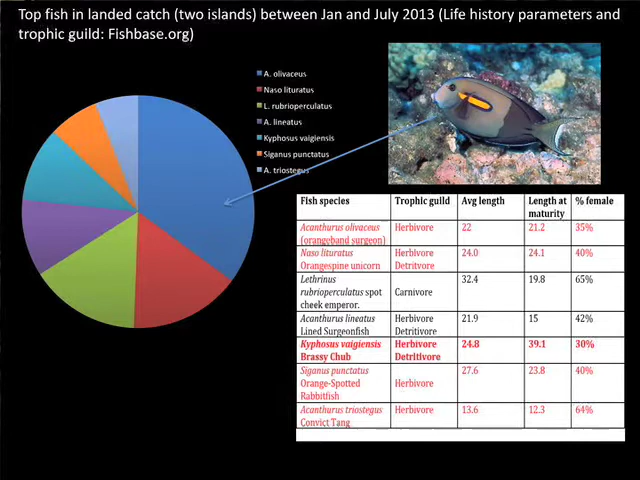 Top fish in landed catch (two islands) between Jan and July 2013 (Life history parameters and
trophic guild: Fishbase.org)
A. olivaceus
Naso lituratus
L. rubrioperculatus
A. lineatus
Kyphosus vaigiensis
Siganus punctatus
A. triostegus
Fish species Trophic guild Avg length Length at maturity % female
Acanthurus olivaceus (orangeband surgeon) Herbivore 22 21.2 35%
Naso lituratus Orangespine unicorn Herbivore Detritvore 24.0 24.1 40%
Lethrinus rubrioperculatus spot cheek emperor. Carnivore 32.4 19.8 65%
Acanthurus lineatus Lined Surgeonfish Herbivore Detritivore 21.9 15 42%
Kyphosus vaigiensis Brassy Chub Herbivore Detritivore 24.8 39.1 30%
Siganus punctatus Orange-Spotted Rabbitfish Herbivore 27.6 23.8 40%
Acanthurus triostegus Convict Tang Herbivore 13.6 12.3 64%